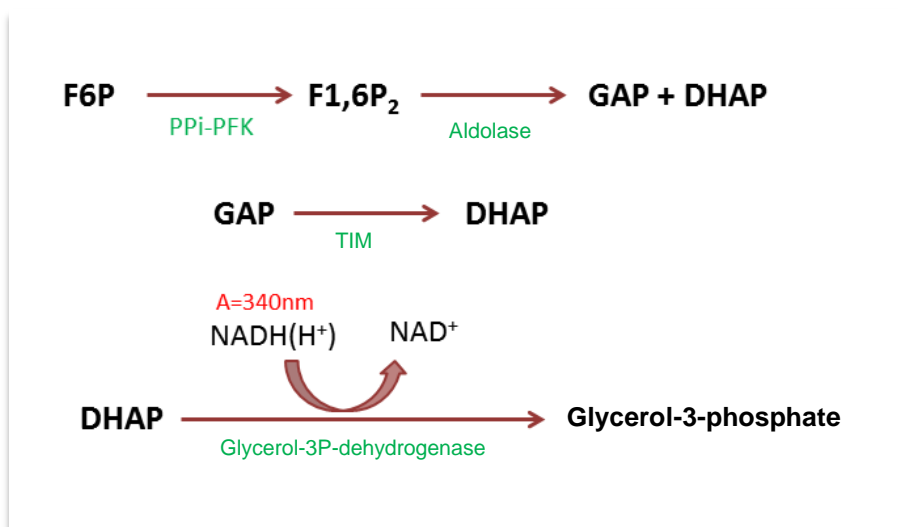 F6P F1,6P₂ GAP + DHAP
PPi-PFK Aldolase
GAP DHAP
TIM
A=340nm
NADH(H⁺) NAD⁺
DHAP Glycerol-3-phosphate
Glycerol-3P-dehydrogenase